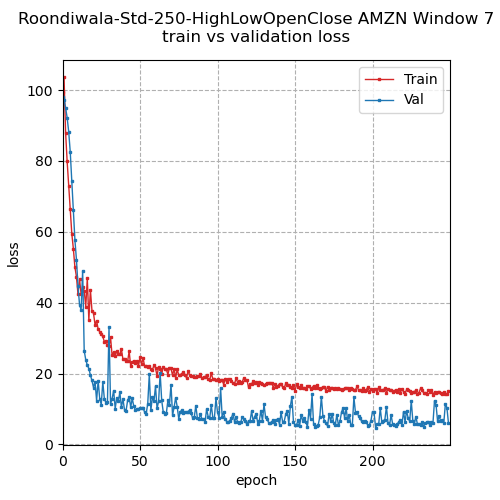 Roondiwala-Std-250-HighLowOpenClose AMZN Window 7
train vs validation loss
Train
Val
100
80
60
40
20
0
loss
0
50
100
150
200
epoch